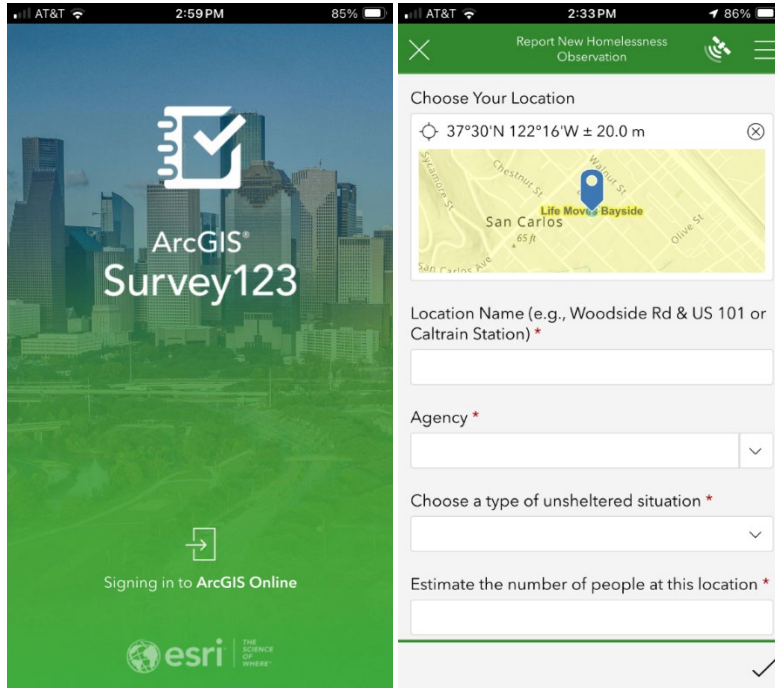 AT&T
2:59 PM
85%
ArcGIS®
Survey123
Signing in to ArcGIS Online
esri
THE
SCIENCE
OF
WHERE™
AT&T
2:33 PM
86%
Report New Homelessness
Observation
Choose Your Location
37°30'N 122°16'W ± 20.0 m
Sycamore St
Chestnut St
Walnut St
Life Moves Bayside
San Carlos
65 ft
Olive St
San Carlos Ave
Location Name (e.g., Woodside Rd & US 101 or
Caltrain Station) *
Agency *
Choose a type of unsheltered situation *
Estimate the number of people at this location *